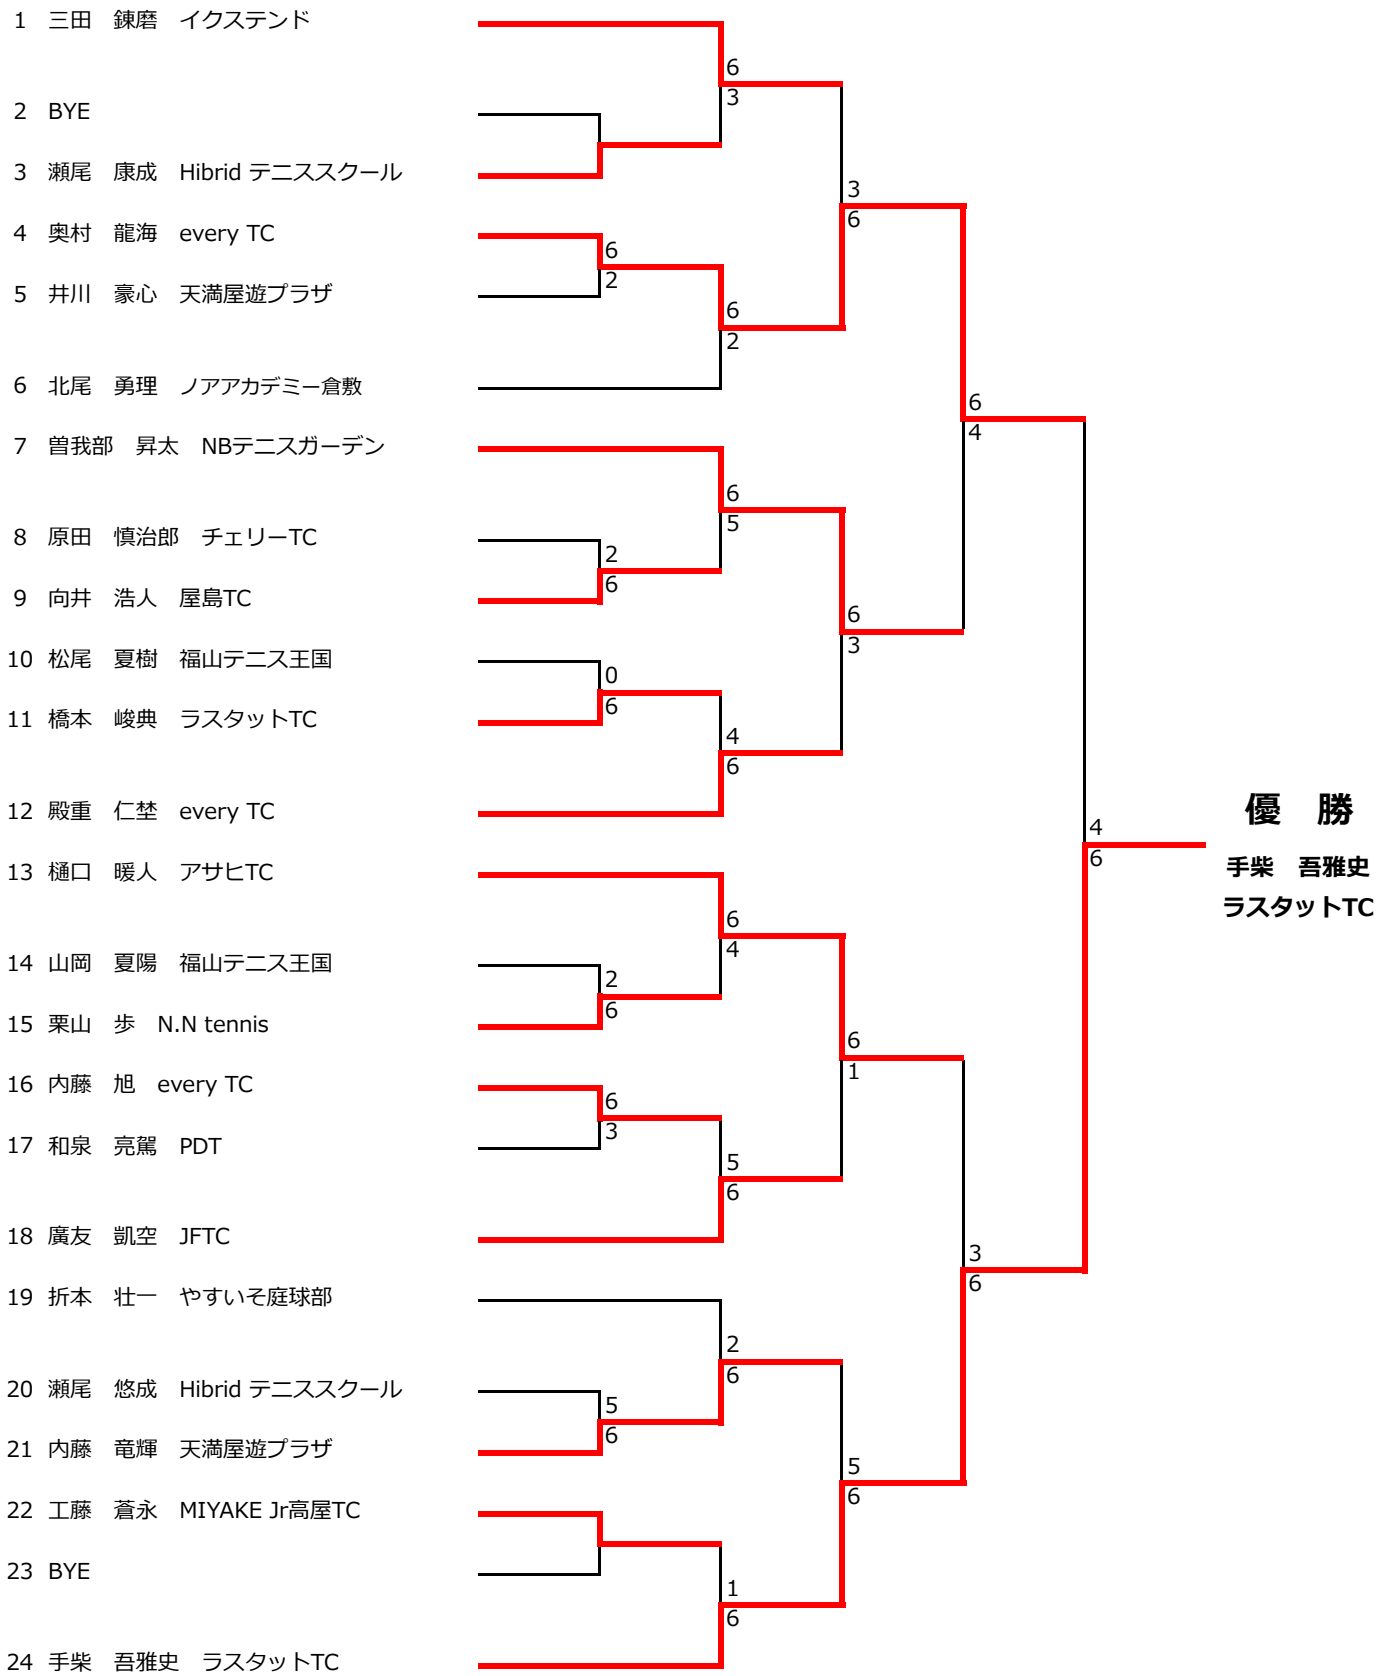 1 三田　錬磨　イクステンド
6
3
2 BYE
3 瀬尾　康成　Hibrid テニススクール
3
6
4 奥村　龍海　every TC
6
2
5 井川　豪心　天満屋遊プラザ
6
2
6 北尾　勇理　ノアアカデミー倉敷
6
4
7 曽我部　昇太　NBテニスガーデン
6
5
8 原田　慎治郎　チェリーTC
2
6
9 向井　浩人　屋島TC
6
3
10 松尾　夏樹　福山テニス王国
0
6
11 橋本　峻典　ラスタットTC
4
6
12 殿重　仁埜　every TC
優　勝
4
6
手柴　吾雅史
ラスタットTC
13 樋口　暖人　アサヒTC
6
4
14 山岡　夏陽　福山テニス王国
2
6
15 栗山　歩　N.N tennis
6
1
16 内藤　旭　every TC
6
3
17 和泉　亮駕　PDT
5
6
18 廣友　凱空　JFTC
3
6
19 折本　壮一　やすいそ庭球部
2
6
20 瀬尾　悠成　Hibrid テニススクール
5
6
21 内藤　竜輝　天満屋遊プラザ
5
6
22 工藤　蒼永　MIYAKE Jr高屋TC
23 BYE
1
6
24 手柴　吾雅史　ラスタットTC